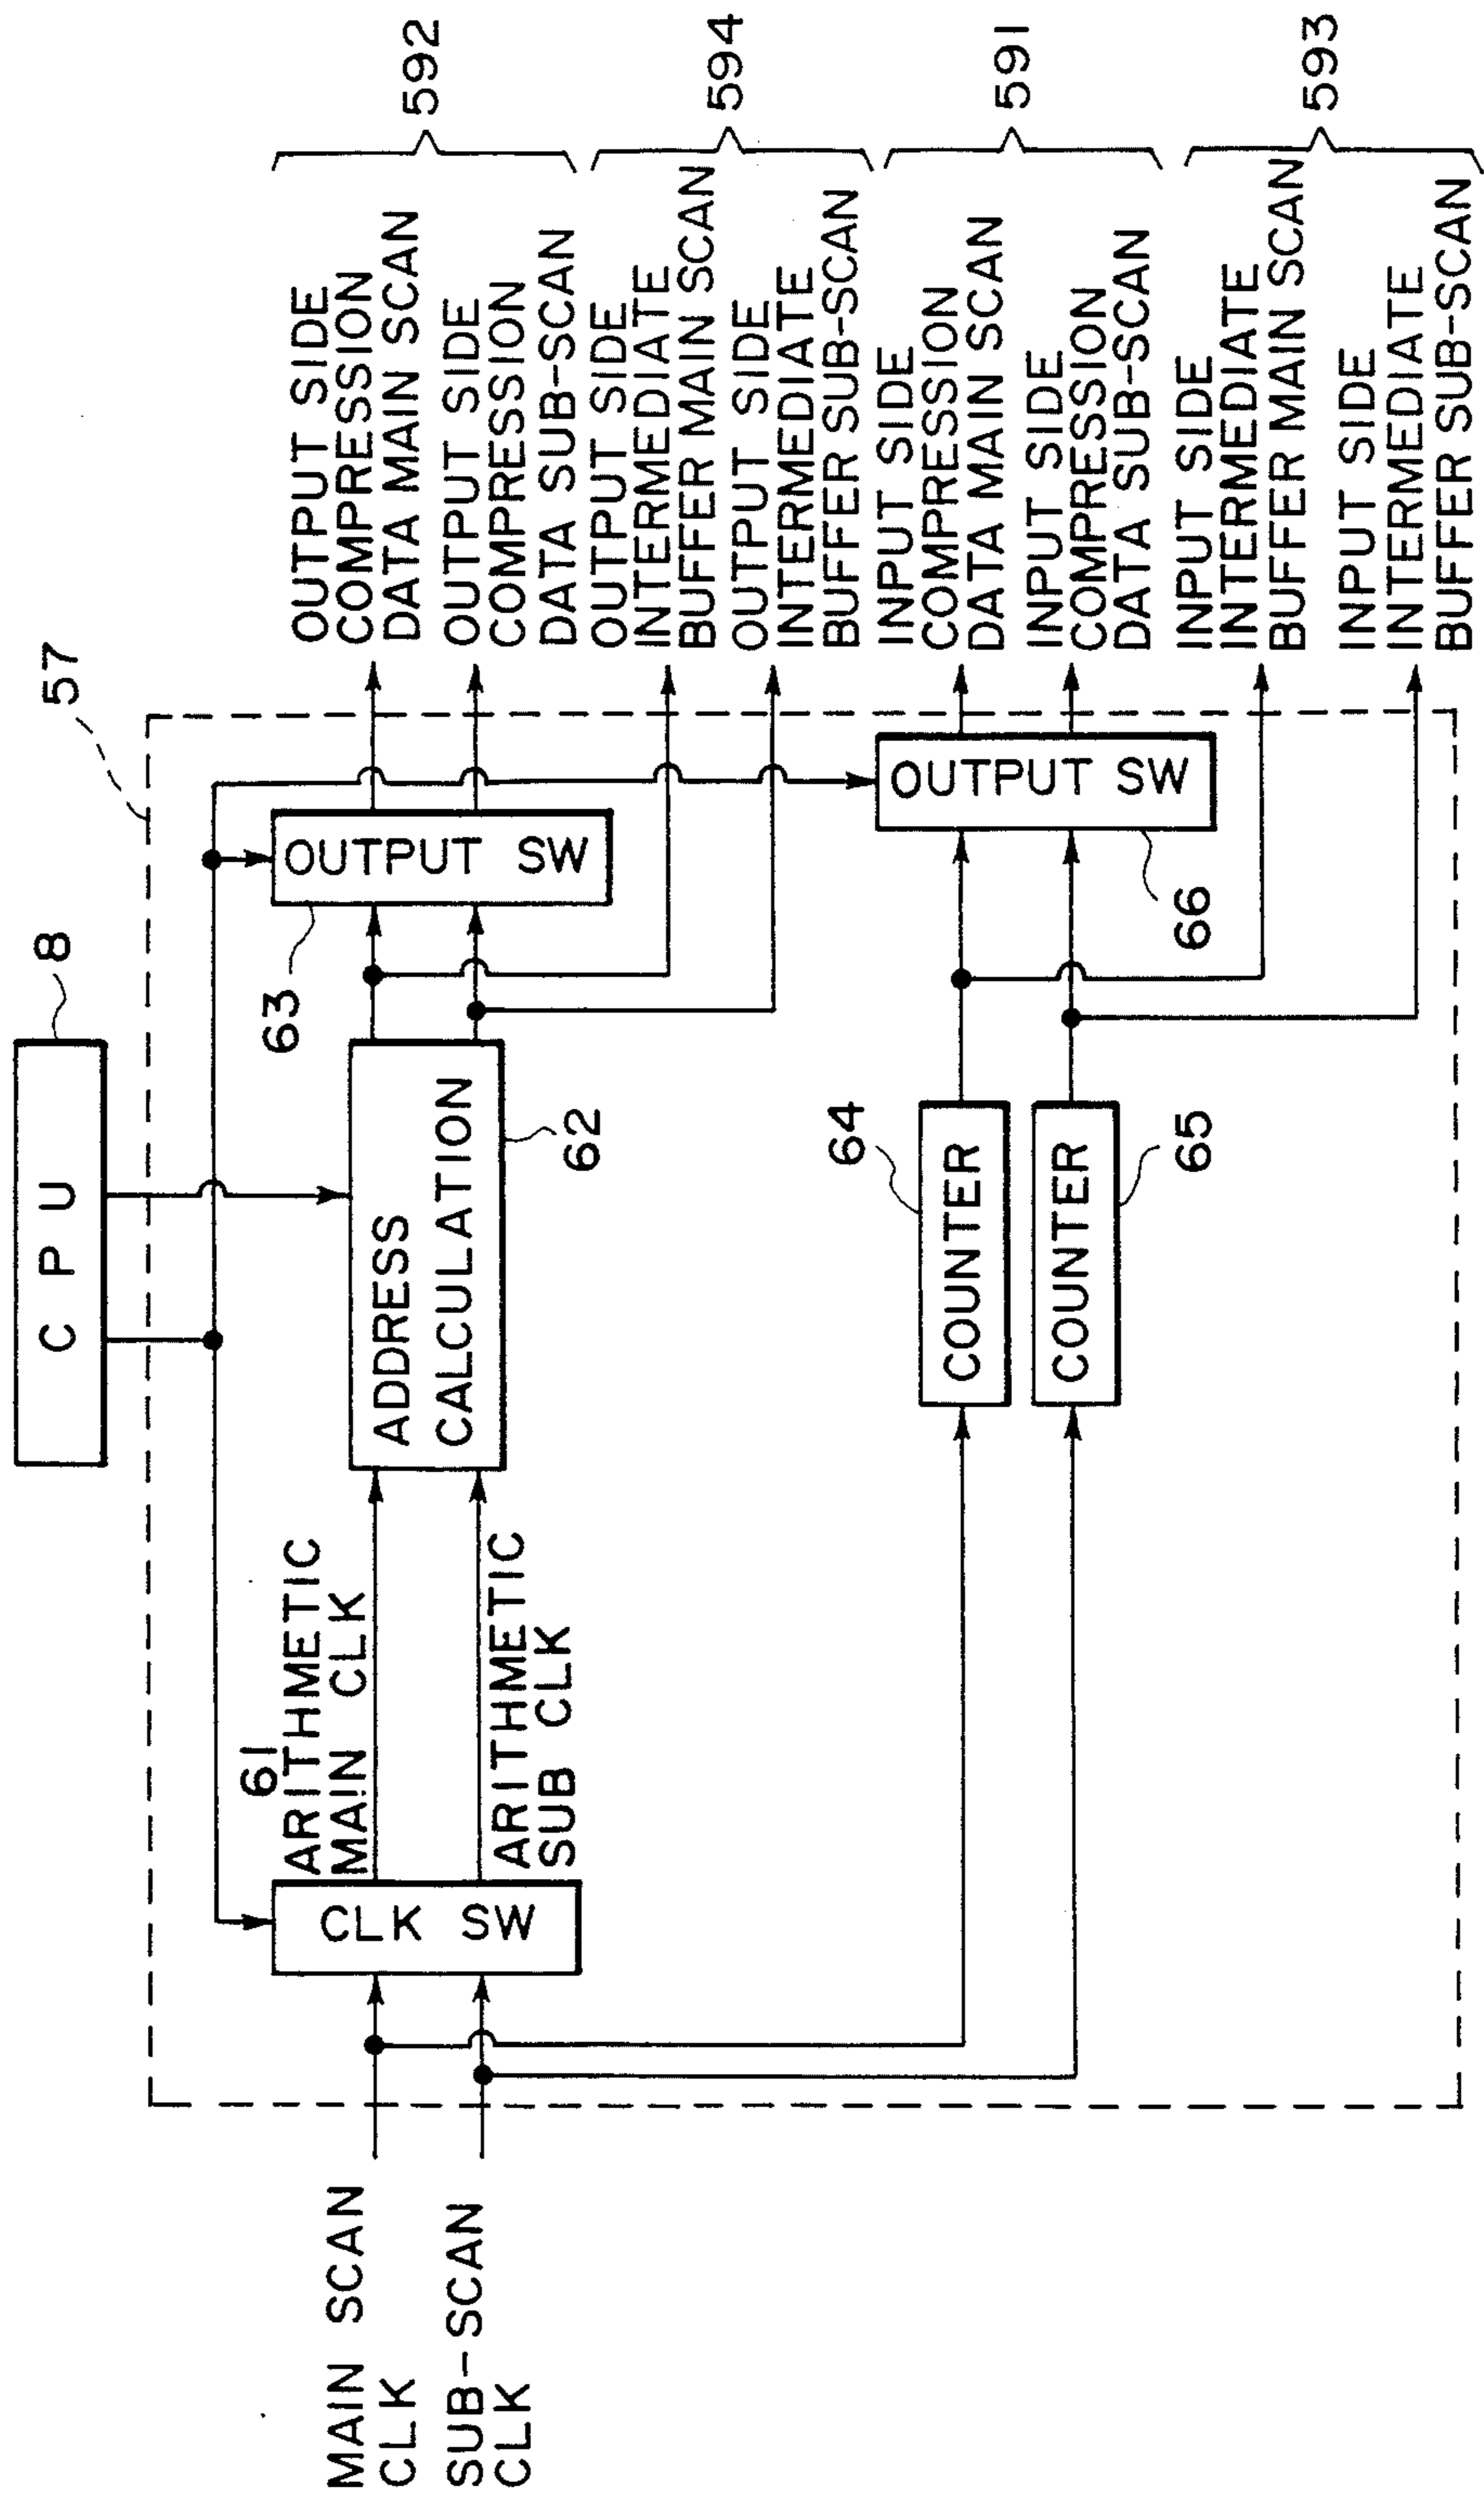 8
C P U
57
61
ARITHMETIC
MAIN CLK
ARITHMETIC
SUB CLK
CLK SW
MAIN SCAN
CLK
SUB-SCAN
CLK
ADDRESS
CALCULATION
62
63
OUTPUT SW
64
COUNTER
COUNTER
65
66
OUTPUT SW
OUTPUT SIDE
COMPRESSION
DATA MAIN SCAN
OUTPUT SIDE
COMPRESSION
DATA SUB-SCAN
592
OUTPUT SIDE
INTERMEDIATE
BUFFER MAIN SCAN
OUTPUT SIDE
INTERMEDIATE
BUFFER SUB-SCAN
594
INPUT SIDE
COMPRESSION
DATA MAIN SCAN
INPUT SIDE
COMPRESSION
DATA SUB-SCAN
591
INPUT SIDE
INTERMEDIATE
BUFFER MAIN SCAN
INPUT SIDE
INTERMEDIATE
BUFFER SUB-SCAN
593